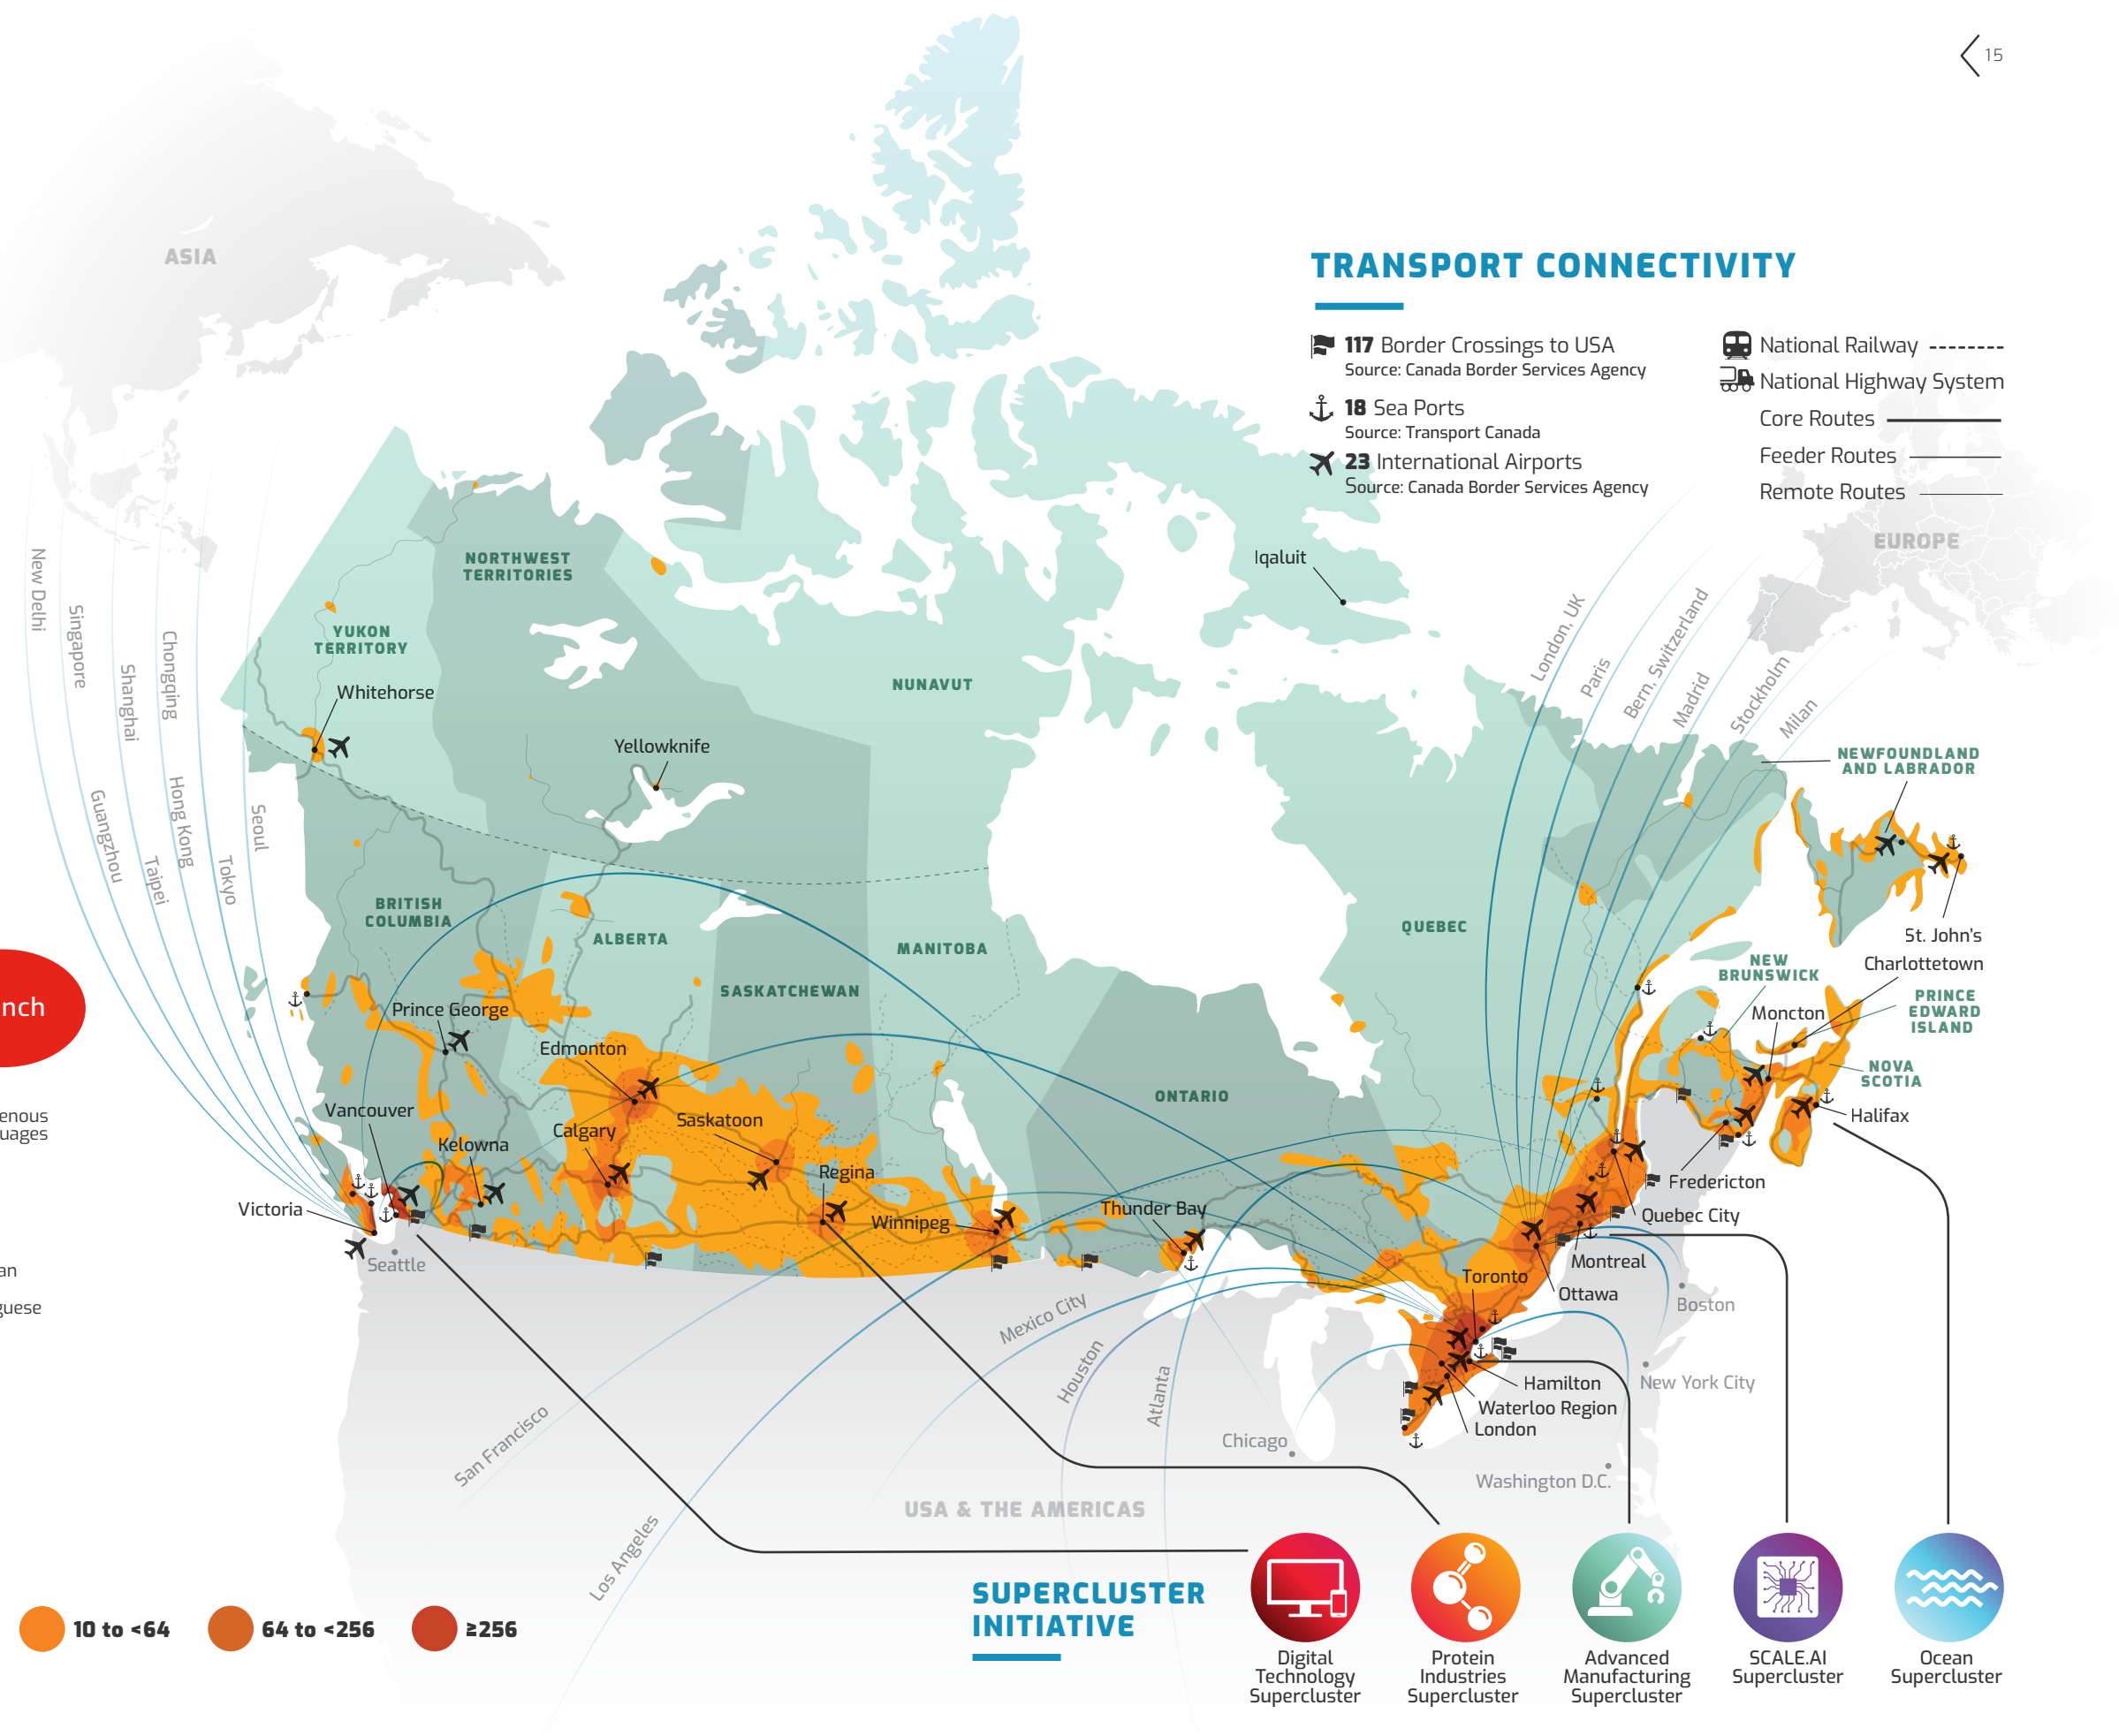 15
ASIA
TRANSPORT CONNECTIVITY
117 Border Crossings to USA
Source: Canada Border Services Agency
18 Sea Ports
Source: Transport Canada
23 International Airports
Source: Canada Border Services Agency
National Railway
National Highway System
Core Routes
Feeder Routes
Remote Routes
EUROPE
New Delhi
Singapore
Shanghai
Chongqing
Guangzhou
Taipei
Hong Kong
Tokyo
Seoul
London, UK
Paris
Bern, Switzerland
Madrid
Stockholm
Milan
NORTHWEST
TERRITORIES
YUKON
TERRITORY
Whitehorse
Yellowknife
NUNAVUT
Iqaluit
NEWFOUNDLAND
AND LABRADOR
BRITISH
COLUMBIA
ALBERTA
SASKATCHEWAN
MANITOBA
ONTARIO
QUEBEC
St. John's
Charlottetown
NEW
BRUNSWICK
PRINCE
EDWARD
ISLAND
Moncton
NOVA
SCOTIA
Halifax
Prince George
Edmonton
Vancouver
Kelowna
Calgary
Saskatoon
Regina
Winnipeg
Thunder Bay
Victoria
Seattle
Fredericton
Quebec City
Montreal
Ottawa
Toronto
Boston
New York City
Hamilton
Waterloo Region
London
Chicago
Washington D.C.
Mexico City
Houston
Atlanta
San Francisco
Los Angeles
USA & THE AMERICAS
nch
enous
uages
an
guese
10 to <64
64 to <256
≥256
SUPERCLUSTER
INITIATIVE
Digital
Technology
Supercluster
Protein
Industries
Supercluster
Advanced
Manufacturing
Supercluster
SCALE.AI
Supercluster
Ocean
Supercluster